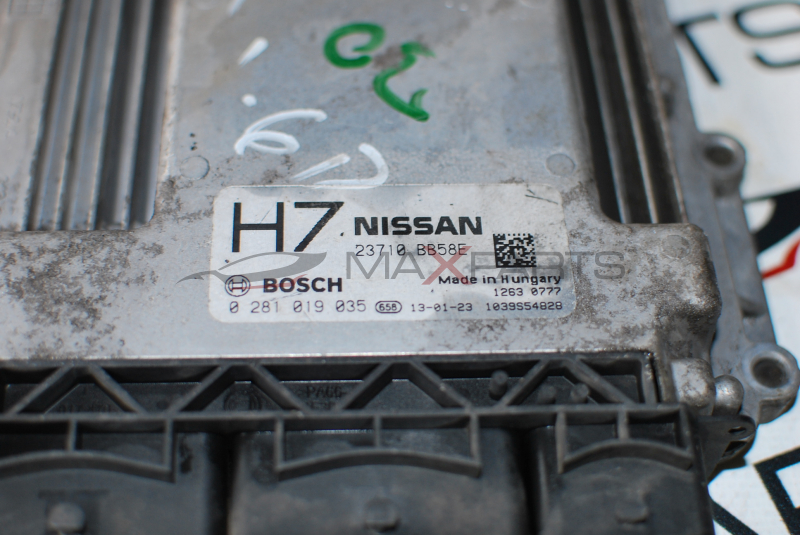 H7 NISSAN
23710 BB58E
MAXPARTS
BOSCH Made in Hungary
1263 0777
0 281 019 035 658 13-01-23 1039S54828